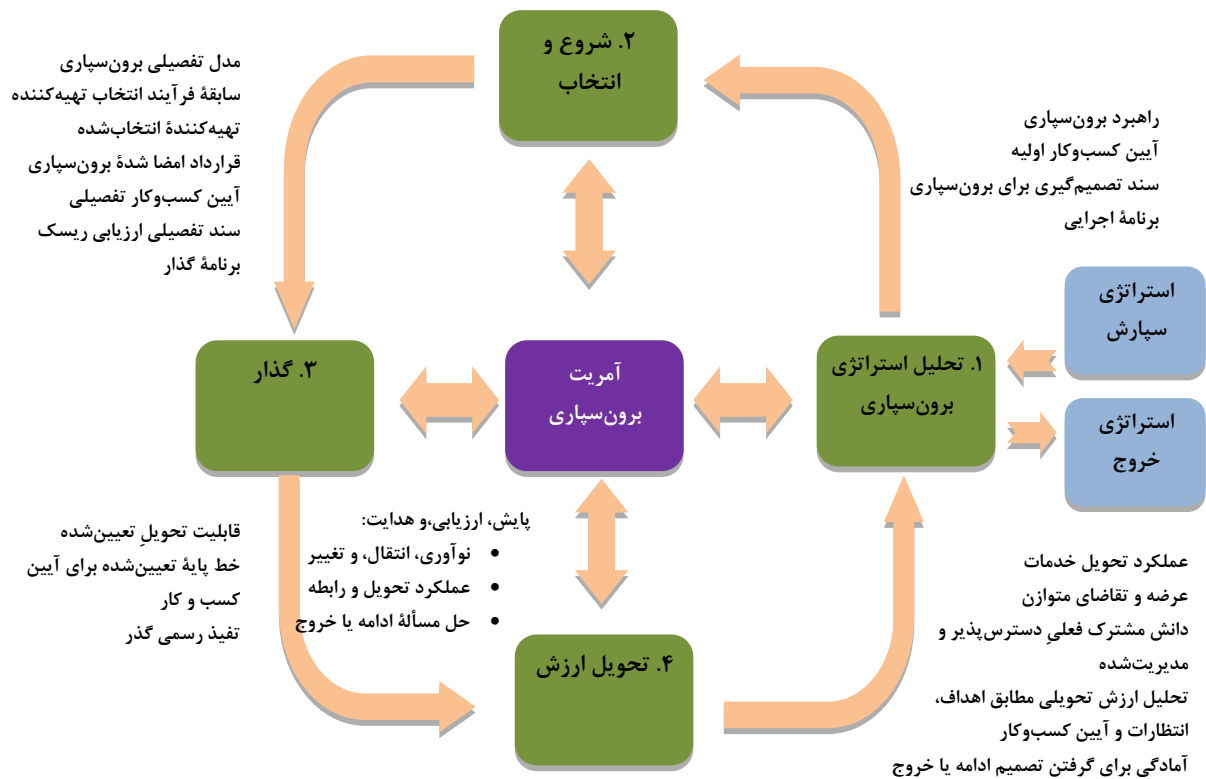 ۲. شروع و
انتخاب
مدل تفصیلی برون‌سپاری
سابقهٔ فرآیند انتخاب تهیه‌کننده
تهیه‌کنندهٔ انتخاب‌شده
قرارداد امضا شدهٔ برون‌سپاری
آیین کسب‌وکار تفصیلی
سند تفصیلی ارزیابی ریسک
برنامهٔ گذار
راهبرد برون‌سپاری
آیین کسب‌وکار اولیه
سند تصمیم‌گیری برای برون‌سپاری
برنامهٔ اجرایی
استراتژی
سپارش
۱. تحلیل استراتژی
برون‌سپاری
آمریت
برون‌سپاری
۳. گذار
استراتژی
خروج
پایش، ارزیابی،و هدایت:
• نوآوری، انتقال، و تغییر
• عملکرد تحویل و رابطه
• حل مسألهٔ ادامه یا خروج
قابلیت تحویلِ تعیین‌شده
خط پایهٔ تعیین‌شده برای آیین
کسب و کار
تفیذ رسمی گذر
۴. تحویل ارزش
عملکرد تحویل خدمات
عرضه و تقاضای متوازن
دانش مشترک فعلیِ دسترس‌پذیر و
مدیریت‌شده
تحلیل ارزش تحویلی مطابق اهداف،
انتظارات و آیین کسب‌وکار
آمادگی برای گرفتن تصمیم ادامه یا خروج